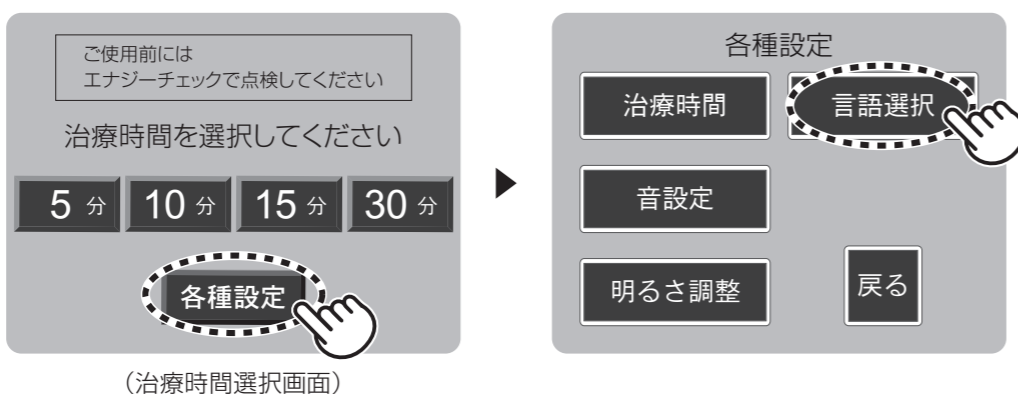 ご使用前には
エナジーチェックで点検してください
治療時間を選択してください
5 分 10 分 15 分 30 分
各種設定
(治療時間選択画面)
各種設定
治療時間 言語選択
音設定
明るさ調整 戻る